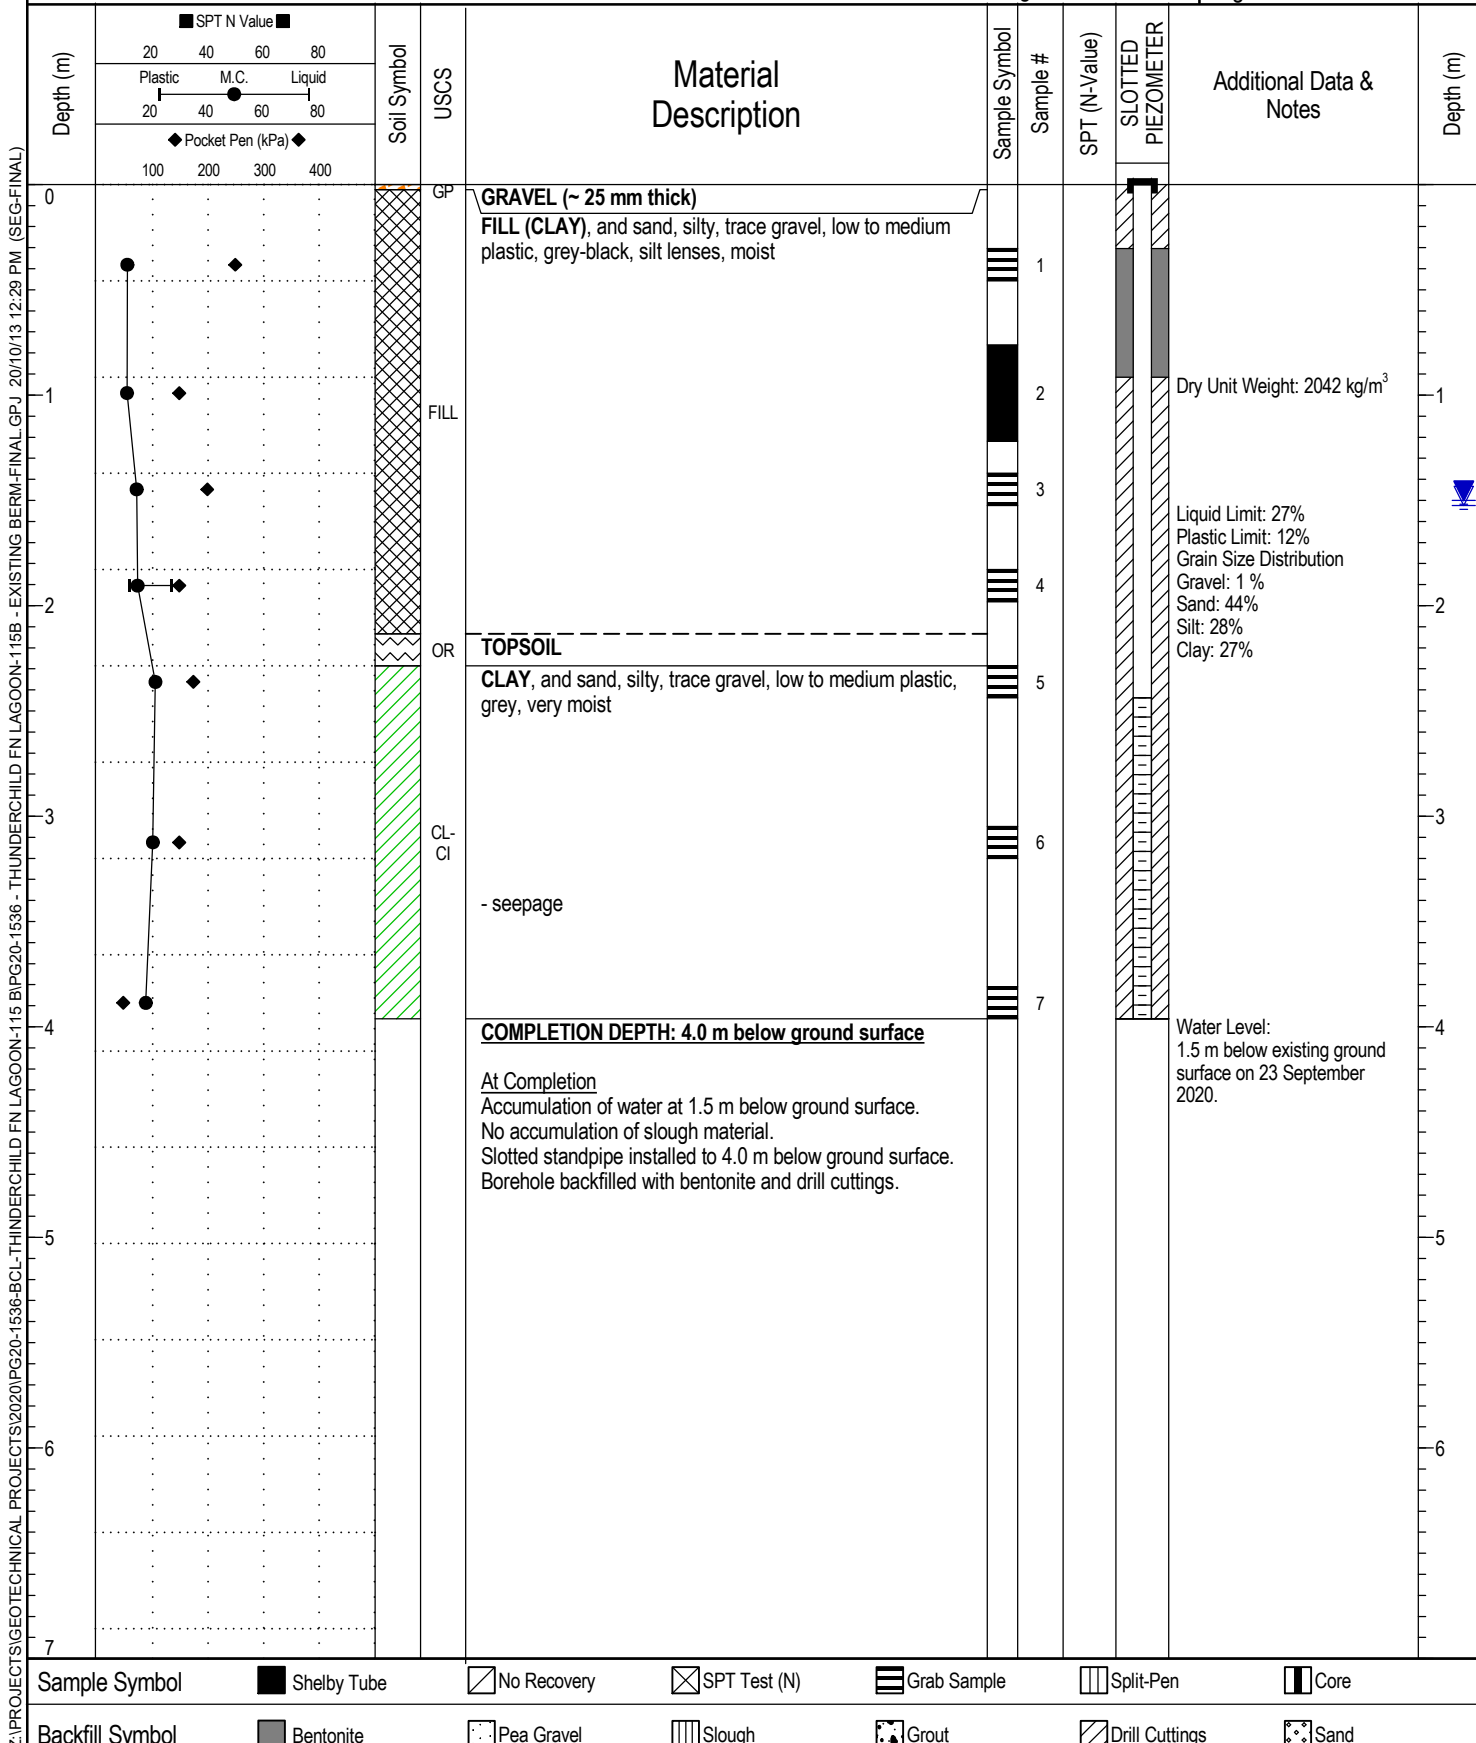 SPT N Value
20 40 60 80
Plastic M.C. Liquid
20 40 60 80
Pocket Pen (kPa)
100 200 300 400
Depth (m)
Soil Symbol
USCS
Material
Description
Sample Symbol
Sample #
SPT (N-Value)
SLOTTED
PIEZOMETER
Additional Data &
Notes
Depth (m)
0
GP
GRAVEL (~ 25 mm thick)
FILL (CLAY), and sand, silty, trace gravel, low to medium
plastic, grey-black, silt lenses, moist
1
Dry Unit Weight: 2042 kg/m³
1
2
1
FILL
3
Liquid Limit: 27%
Plastic Limit: 12%
Grain Size Distribution
Gravel: 1 %
Sand: 44%
Silt: 28%
Clay: 27%
4
2
2
OR
TOPSOIL
CLAY, and sand, silty, trace gravel, low to medium plastic,
grey, very moist
5
3
3
CL-
CI
6
- seepage
7
4
4
COMPLETION DEPTH: 4.0 m below ground surface
Water Level:
1.5 m below existing ground
surface on 23 September
2020.
At Completion
Accumulation of water at 1.5 m below ground surface.
No accumulation of slough material.
Slotted standpipe installed to 4.0 m below ground surface.
Borehole backfilled with bentonite and drill cuttings.
5
5
6
6
7
Sample Symbol Shelby Tube No Recovery SPT Test (N) Grab Sample Split-Pen Core
Backfill Symbol Bentonite Pea Gravel Slough Grout Drill Cuttings Sand
Z:\PROJECTS\GEOTECHNICAL PROJECTS\2020\PG20-1536-BCL-THINDERCHILD FN LAGOON-115 B\PG20-1536 - THUNDERCHILD FN LAGOON-115B - EXISTING BERM-FINAL.GPJ 20/10/13 12:29 PM (SEG-FINAL)